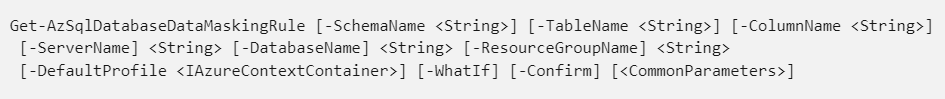 Get-AzSqlDatabaseDataMaskingRule [-SchemaName <String>] [-TableName <String>] [-ColumnName <String>]
[-ServerName] <String> [-DatabaseName] <String> [-ResourceGroupName] <String>
[-DefaultProfile <IAzureContextContainer>] [-WhatIf] [-Confirm] [<CommonParameters>]